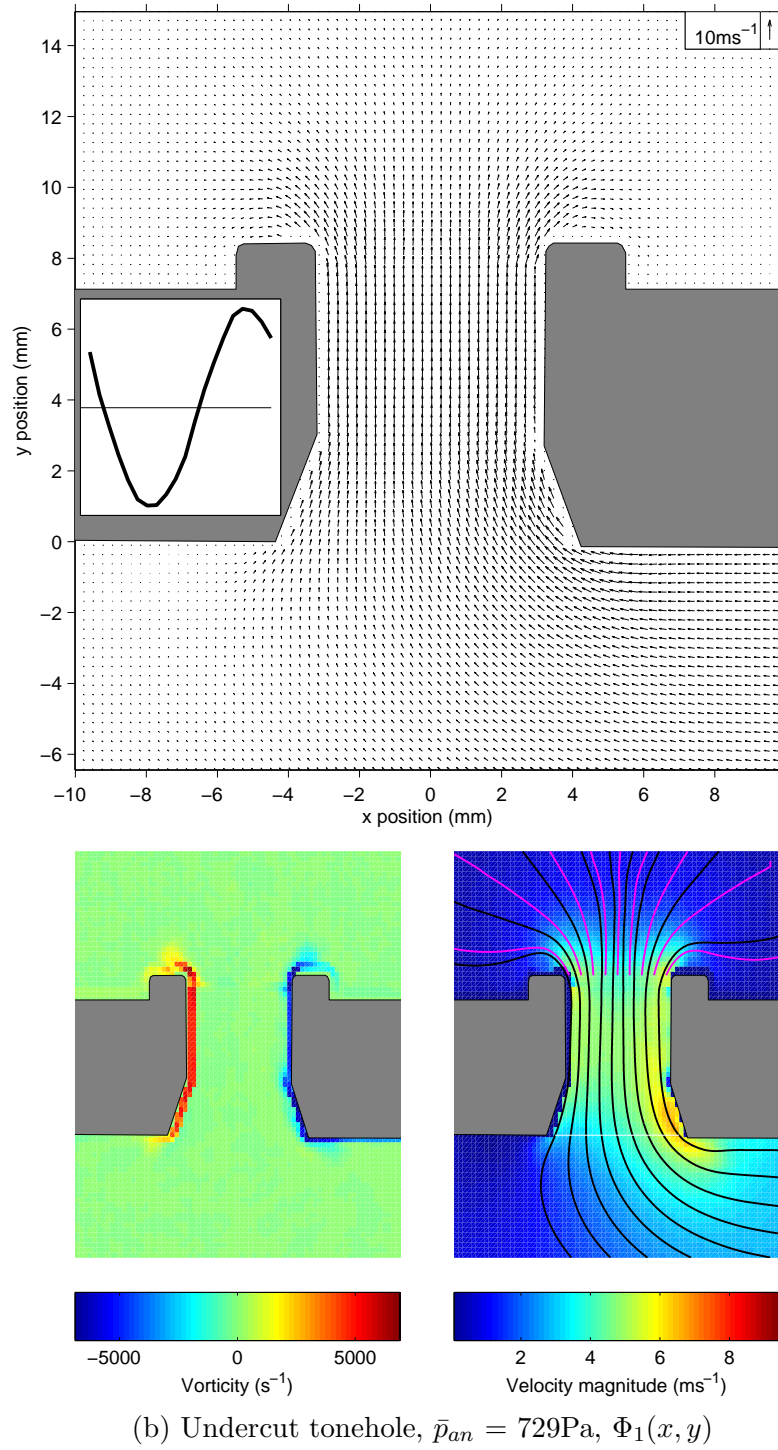 14
12
10
8
6
4
2
0
−2
−4
−6
y position (mm)
10ms⁻¹
−10 −8 −6 −4 −2 0 2 4 6 8
x position (mm)
−5000 0 5000
Vorticity (s⁻¹)
2 4 6 8
Velocity magnitude (ms⁻¹)
(b) Undercut tonehole, p̄ₐₙ = 729Pa, Φ₁(x, y)